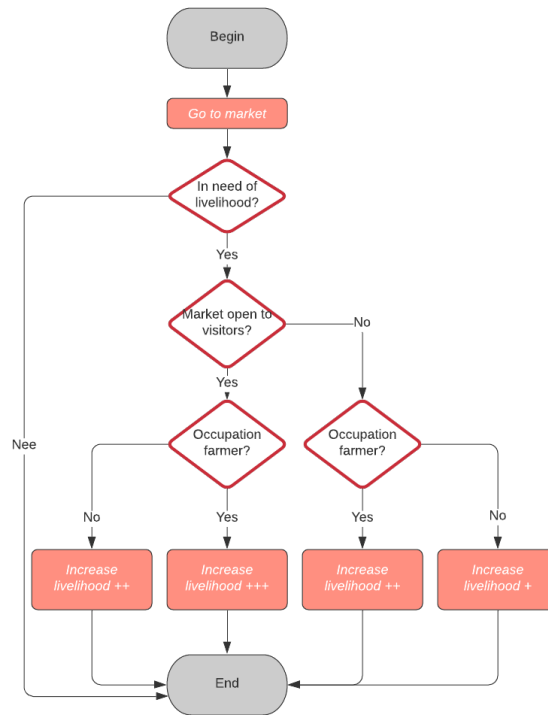 Begin
Go to market
In need of
livelihood?
Yes
Market open to
visitors?
No
Yes
Occupation
farmer?
Occupation
farmer?
Nee
No
Yes
Yes
No
Increase
livelihood ++
Increase
livelihood +++
Increase
livelihood ++
Increase
livelihood +
End